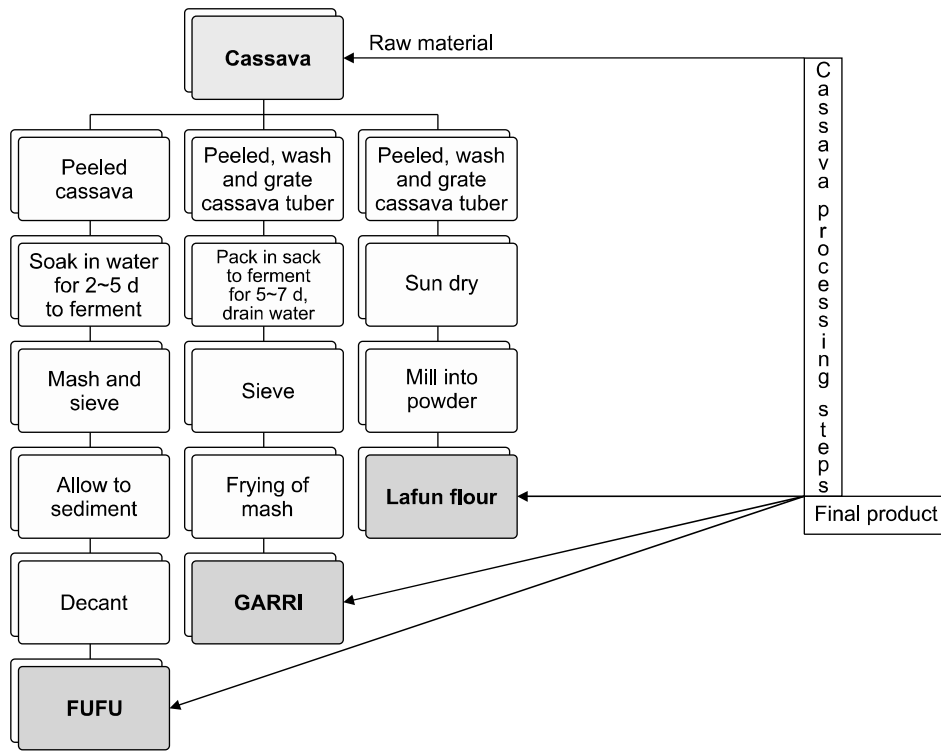 Cassava
Raw material
Peeled
cassava
Peeled, wash
and grate
cassava tuber
Peeled, wash
and grate
cassava tuber
Soak in water
for 2~5 d
to ferment
Pack in sack
to ferment
for 5~7 d,
drain water
Sun dry
Mash and
sieve
Sieve
Mill into
powder
Allow to
sediment
Frying of
mash
Lafun flour
Decant
GARRI
FUFU
Cassava processing steps
Final product